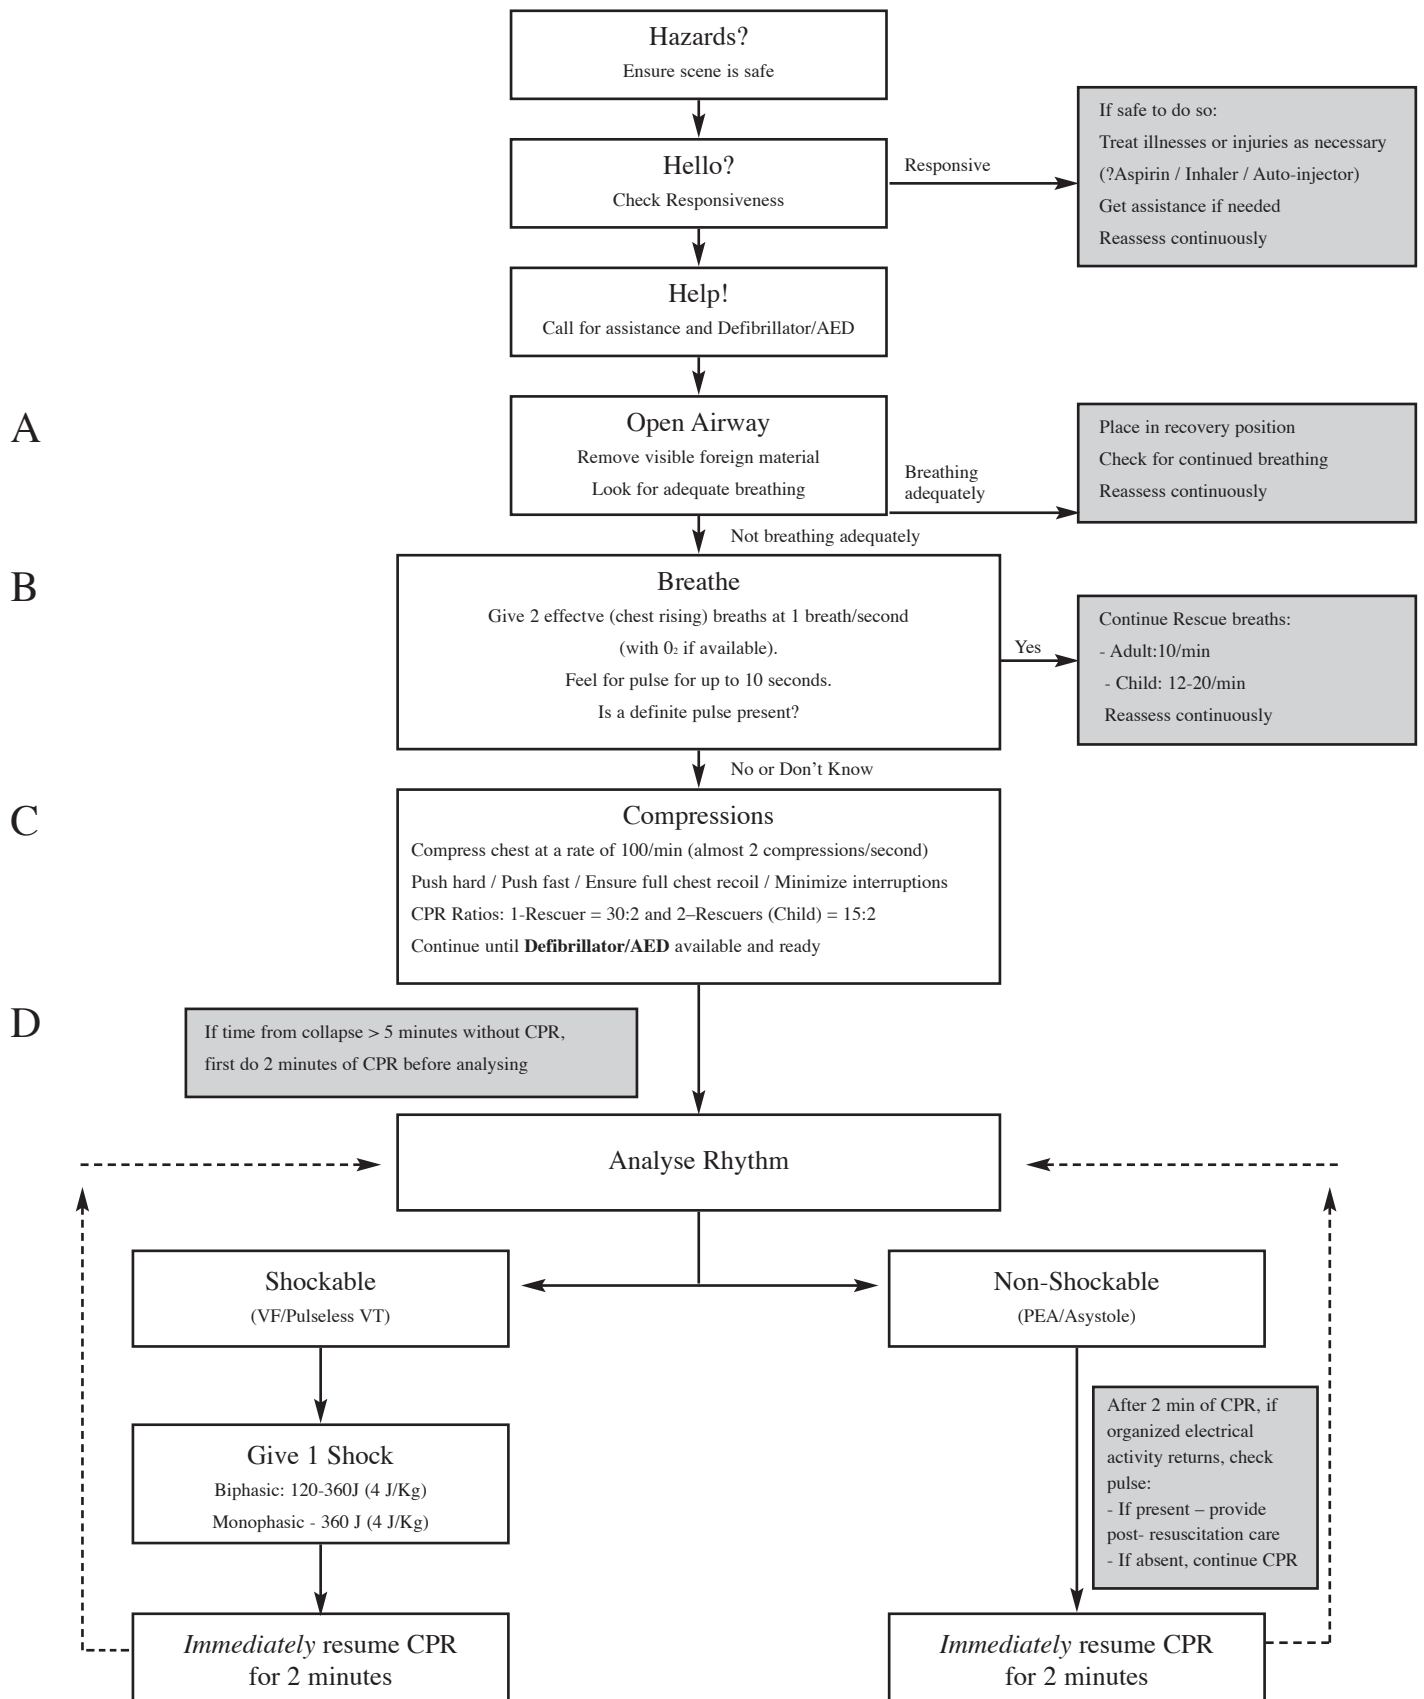 Hazards?
Ensure scene is safe
If safe to do so:
Treat illnesses or injuries as necessary
(?Aspirin / Inhaler / Auto-injector)
Get assistance if needed
Reassess continuously
Hello?
Check Responsiveness
Responsive
Help!
Call for assistance and Defibrillator/AED
A
Open Airway
Remove visible foreign material
Look for adequate breathing
Breathing
adequately
Place in recovery position
Check for continued breathing
Reassess continuously
Not breathing adequately
B
Breathe
Give 2 effectve (chest rising) breaths at 1 breath/second
(with 0₂ if available).
Feel for pulse for up to 10 seconds.
Is a definite pulse present?
Yes
Continue Rescue breaths:
- Adult:10/min
- Child: 12-20/min
Reassess continuously
No or Don’t Know
C
Compressions
Compress chest at a rate of 100/min (almost 2 compressions/second)
Push hard / Push fast / Ensure full chest recoil / Minimize interruptions
CPR Ratios: 1-Rescuer = 30:2 and 2–Rescuers (Child) = 15:2
Continue until Defibrillator/AED available and ready
D
If time from collapse > 5 minutes without CPR,
first do 2 minutes of CPR before analysing
Analyse Rhythm
Shockable
(VF/Pulseless VT)
Non-Shockable
(PEA/Asystole)
Give 1 Shock
Biphasic: 120-360J (4 J/Kg)
Monophasic - 360 J (4 J/Kg)
After 2 min of CPR, if
organized electrical
activity returns, check
pulse:
- If present – provide
post- resuscitation care
- If absent, continue CPR
Immediately resume CPR
for 2 minutes
Immediately resume CPR
for 2 minutes